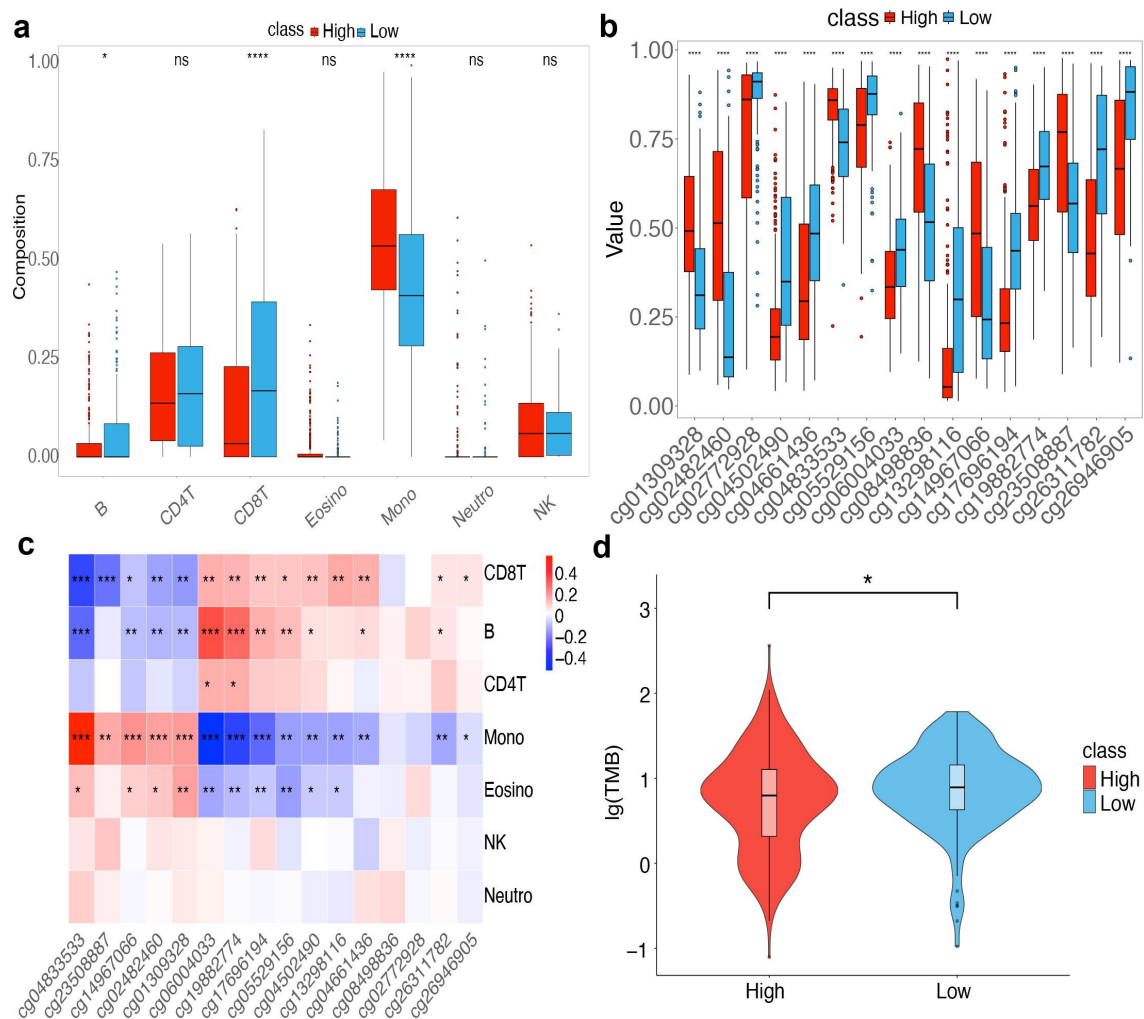 a
class High Low
* ns **** ns **** ns ns
Composition
1.00
0.75
0.50
0.25
0.00
B CD4T CD8T Eosino Mono Neutro NK
b
class High Low
**** **** **** **** **** **** **** **** **** **** **** **** **** **** **** ****
Value
1.00
0.75
0.50
0.25
0.00
cg01309328 cg02482460 cg02772928 cg04502490 cg04661436 cg04833533 cg05529156 cg06004033 cg08498836 cg13298116 cg14967066 cg17696194 cg19882774 cg23508887 cg26311782 cg26946905
c
*** *** * ** ** ** ** ** * ** ** ** * * CD8T
*** ** ** ** *** *** ** ** * * * B
* * CD4T
*** ** *** *** *** *** *** *** ** ** ** ** ** * Mono
* * * ** ** ** ** ** * * Eosino
NK
Neutro
0.4
0.2
0
−0.2
−0.4
cg04833533 cg23508887 cg14967066 cg02482460 cg01309328 cg06004033 cg19882774 cg17696194 cg05529156 cg04502490 cg13298116 cg04661436 cg08498836 cg02772928 cg26311782 cg26946905
d
*
lg(TMB)
3
2
1
0
−1
High Low
class
High
Low